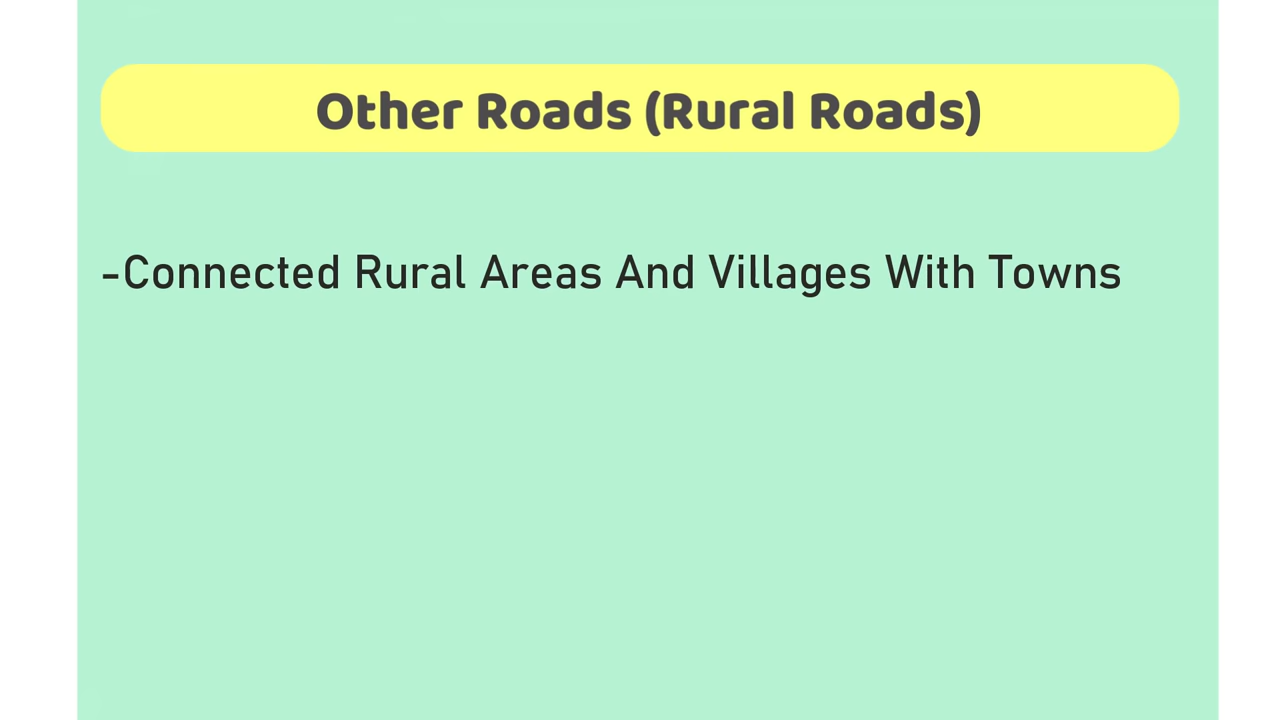 Other Roads (Rural Roads)
-Connected Rural Areas And Villages With Towns